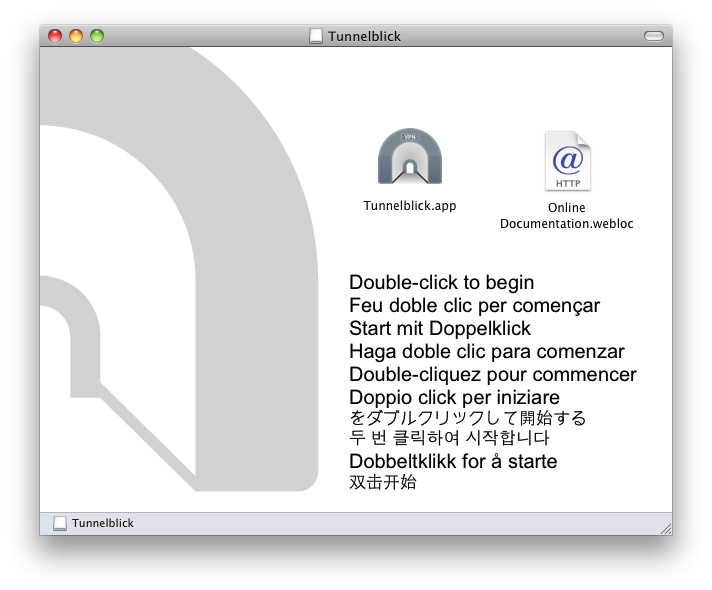 Tunnelblick
VPN
Tunnelblick.app
HTTP
Online
Documentation.webloc
Double-click to begin
Feu doble clic per començar
Start mit Doppelklick
Haga doble clic para comenzar
Double-cliquez pour commencer
Doppio click per iniziare
をダブルクリックして開始する
두 번 클릭하여 시작합니다
Dobbeltklikk for å starte
双击开始
Tunnelblick